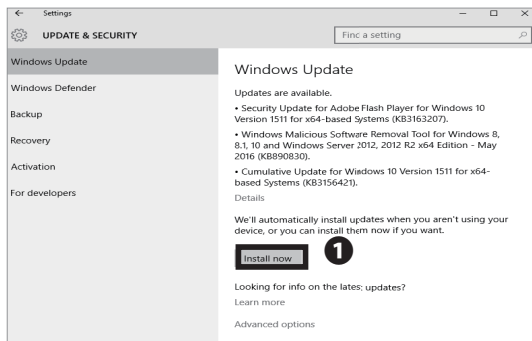 ← Settings — □ ×
UPDATE & SECURITY
Finc a setting
Windows Update
Windows Defender
Backup
Recovery
Activation
For developers
Windows Update
Updates are available.
• Security Update for Adobe Flash Player for Windows 10
Version 1511 for x64-based Systems (KB3163207).
• Windows Malicious Software Removal Tool for Windows 8,
8.1, 10 and Windows Server 2012, 2012 R2 x64 Edition - May
2016 (KB890830).
• Cumulative Update for Windows 10 Version 1511 for x64-
based Systems (KB3156421).
Details
We'll automatically install updates when you aren't using your
device, or you can install them now if you want.
Install now
1
Looking for info on the lates; updates?
Learn more
Advanced options